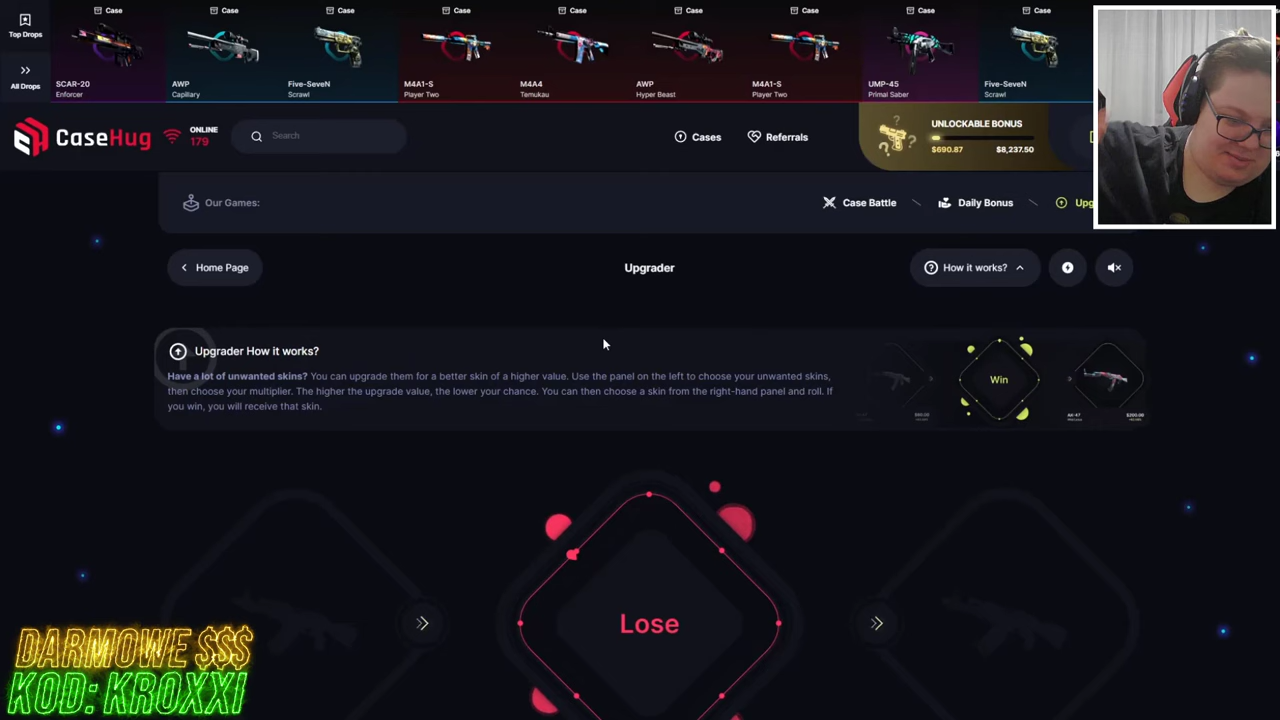 Top Drops
All Drops
Case
SCAR-20
Enforcer
Case
AWP
Capillary
Case
Five-SeveN
Scrawl
Case
M4A1-S
Player Two
Case
M4A4
Temukau
Case
AWP
Hyper Beast
Case
M4A1-S
Player Two
Case
UMP-45
Primal Saber
Case
Five-SeveN
Scrawl
CaseHug
ONLINE
179
Search
Cases
Referrals
UNLOCKABLE BONUS
$690.87 $8,237.50
Our Games:
Case Battle
Daily Bonus
Upg
Home Page
Upgrader
How it works?
Upgrader How it works?
Have a lot of unwanted skins? You can upgrade them for a better skin of a higher value. Use the panel on the left to choose your unwanted skins,
then choose your multiplier. The higher the upgrade value, the lower your chance. You can then choose a skin from the right-hand panel and roll. If
you win, you will receive that skin.
Win
Lose
DARMOWE $$$
KOD: KROXXI